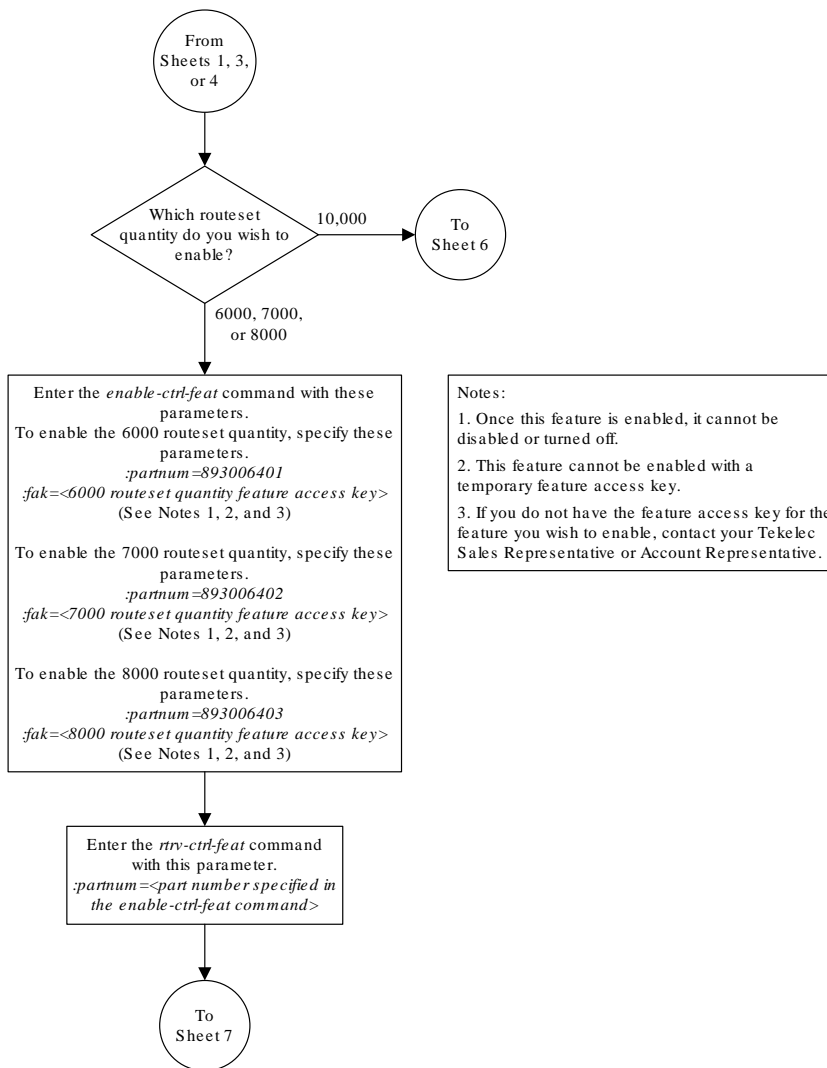 From
Sheets 1, 3,
or 4
Which routeset
quantity do you wish to
enable?
10,000
To
Sheet 6
6000, 7000,
or 8000
Enter the enable-ctrl-feat command with these
parameters.
To enable the 6000 routeset quantity, specify these
parameters.
:partnum=893006401
:fak=<6000 routeset quantity feature access key>
(See Notes 1, 2, and 3)
To enable the 7000 routeset quantity, specify these
parameters.
:partnum=893006402
:fak=<7000 routeset quantity feature access key>
(See Notes 1, 2, and 3)
To enable the 8000 routeset quantity, specify these
parameters.
:partnum=893006403
:fak=<8000 routeset quantity feature access key>
(See Notes 1, 2, and 3)
Notes:
1. Once this feature is enabled, it cannot be
disabled or turned off.
2. This feature cannot be enabled with a
temporary feature access key.
3. If you do not have the feature access key for the
feature you wish to enable, contact your Tekelec
Sales Representative or Account Representative.
Enter the rtrv-ctrl-feat command
with this parameter.
:partnum=<part number specified in
the enable-ctrl-feat command>
To
Sheet 7